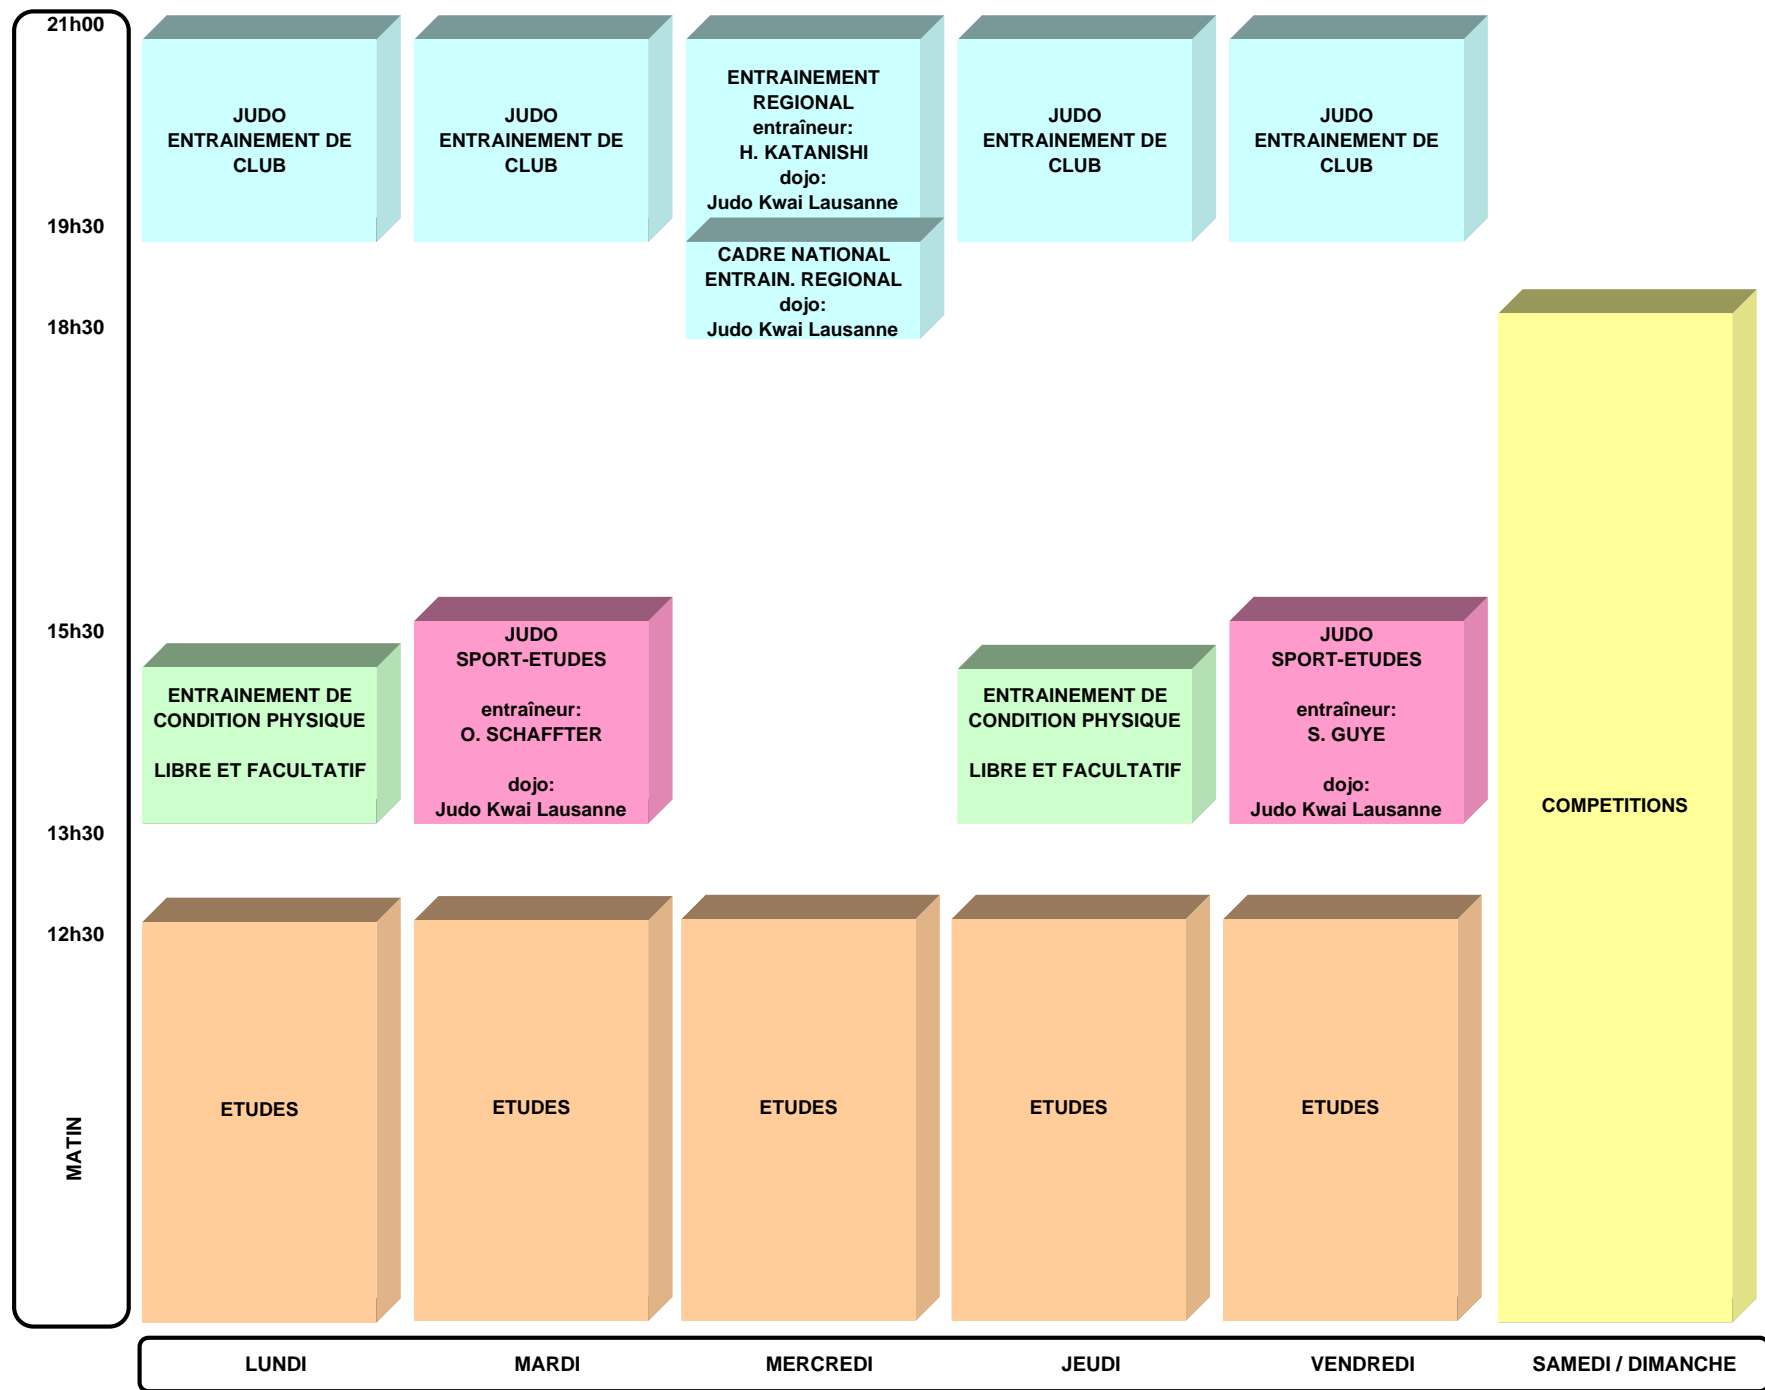 21h00
19h30
18h30
15h30
13h30
12h30
MATIN
JUDO
ENTRAINEMENT DE
CLUB
JUDO
ENTRAINEMENT DE
CLUB
ENTRAINEMENT
REGIONAL
entraîneur:
H. KATANISHI
dojo:
Judo Kwai Lausanne
JUDO
ENTRAINEMENT DE
CLUB
JUDO
ENTRAINEMENT DE
CLUB
CADRE NATIONAL
ENTRAIN. REGIONAL
dojo:
Judo Kwai Lausanne
ENTRAINEMENT DE
CONDITION PHYSIQUE
LIBRE ET FACULTATIF
JUDO
SPORT-ETUDES
entraîneur:
O. SCHAFFTER
dojo:
Judo Kwai Lausanne
ENTRAINEMENT DE
CONDITION PHYSIQUE
LIBRE ET FACULTATIF
JUDO
SPORT-ETUDES
entraîneur:
S. GUYE
dojo:
Judo Kwai Lausanne
COMPETITIONS
ETUDES
ETUDES
ETUDES
ETUDES
ETUDES
LUNDI
MARDI
MERCREDI
JEUDI
VENDREDI
SAMEDI / DIMANCHE